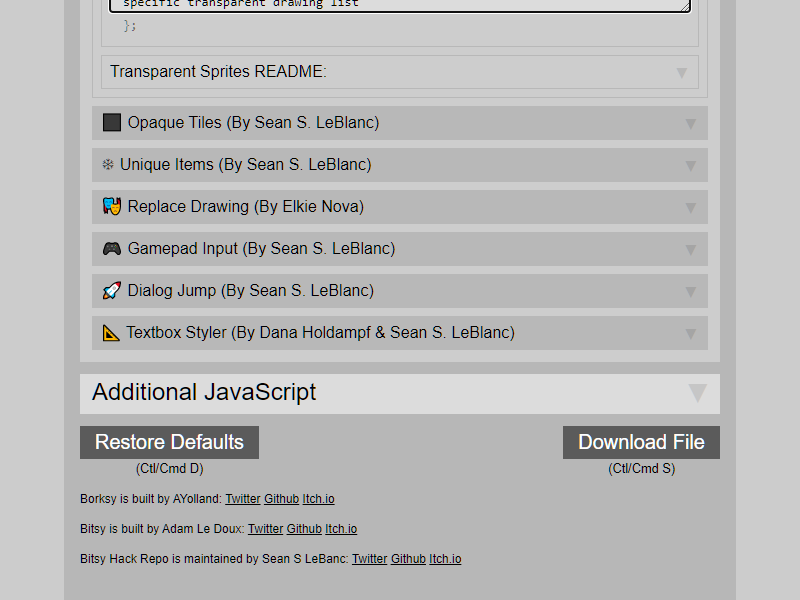 specific transparent drawing list
};
Transparent Sprites README:
Opaque Tiles (By Sean S. LeBlanc)
Unique Items (By Sean S. LeBlanc)
Replace Drawing (By Elkie Nova)
Gamepad Input (By Sean S. LeBlanc)
Dialog Jump (By Sean S. LeBlanc)
Textbox Styler (By Dana Holdampf & Sean S. LeBlanc)
Additional JavaScript
Restore Defaults Download File
(Ctl/Cmd D) (Ctl/Cmd S)
Borksy is built by AYolland: Twitter Github Itch.io
Bitsy is built by Adam Le Doux: Twitter Github Itch.io
Bitsy Hack Repo is maintained by Sean S LeBanc: Twitter Github Itch.io